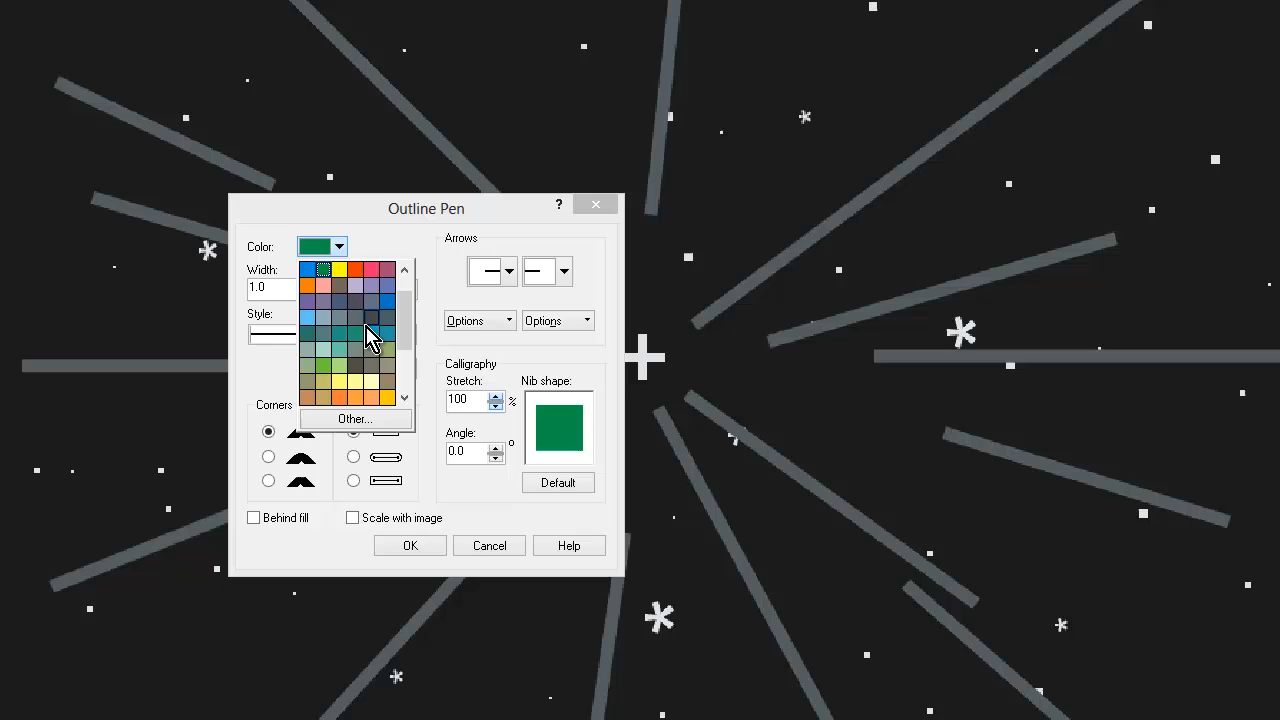 Outline Pen
?
Color:
Arrows
Width:
1.0
Style:
Options
Options
Calligraphy
Stretch:
Nib shape:
100
%
Other...
Corners
Angle:
0.0
o
Default
Behind fill
Scale with image
OK
Cancel
Help